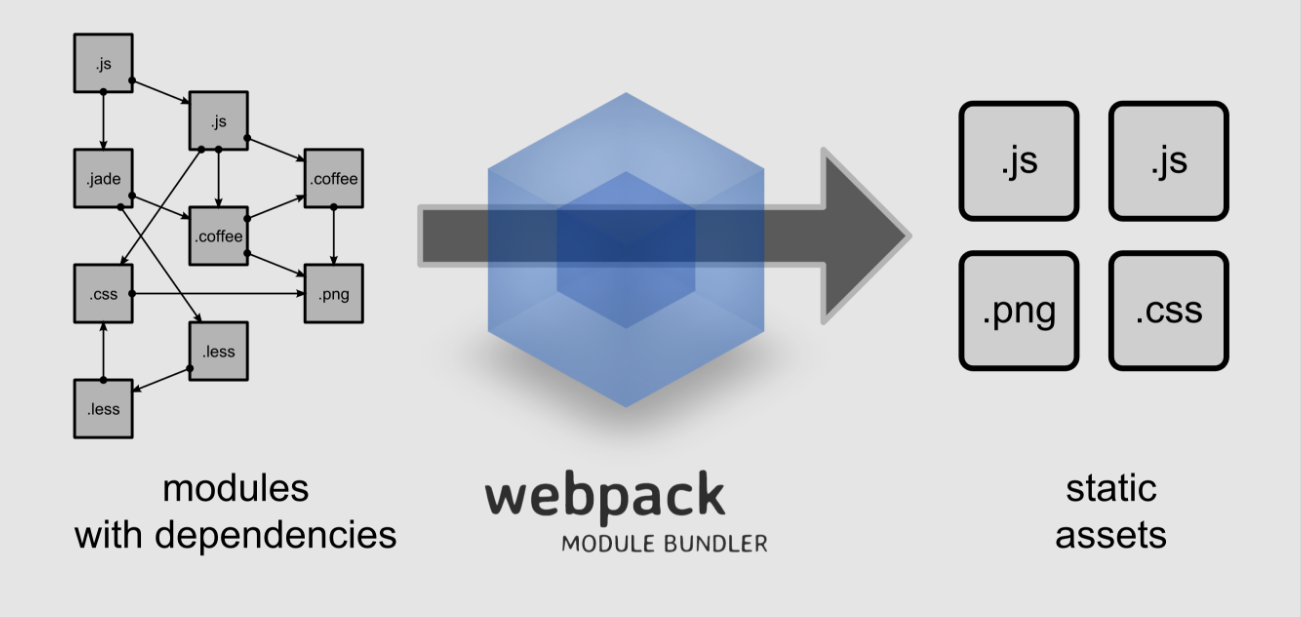 .js
.js
.jade
.coffee
.coffee
.css
.png
.less
.less
modules
with dependencies
webpack
MODULE BUNDLER
.js
.js
.png
.css
static
assets